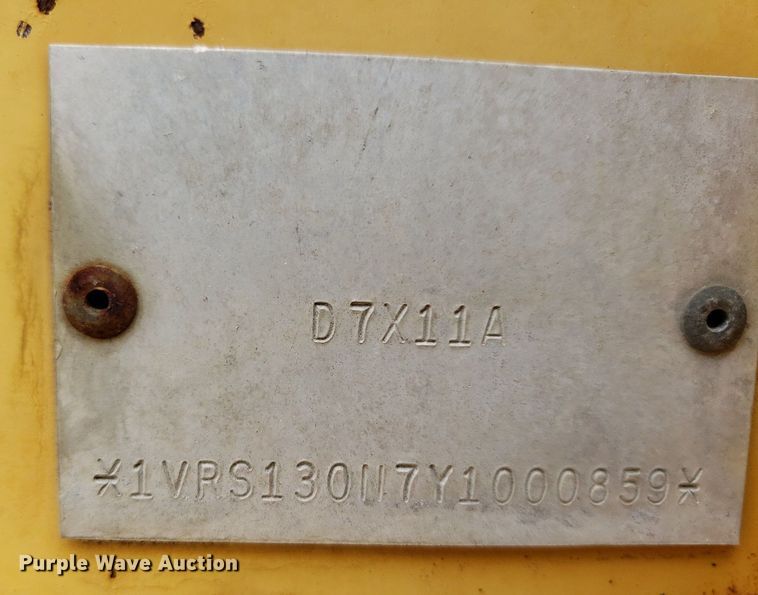 D7X11A
*1VRS130N7Y1000859*
Purple Wave Auction